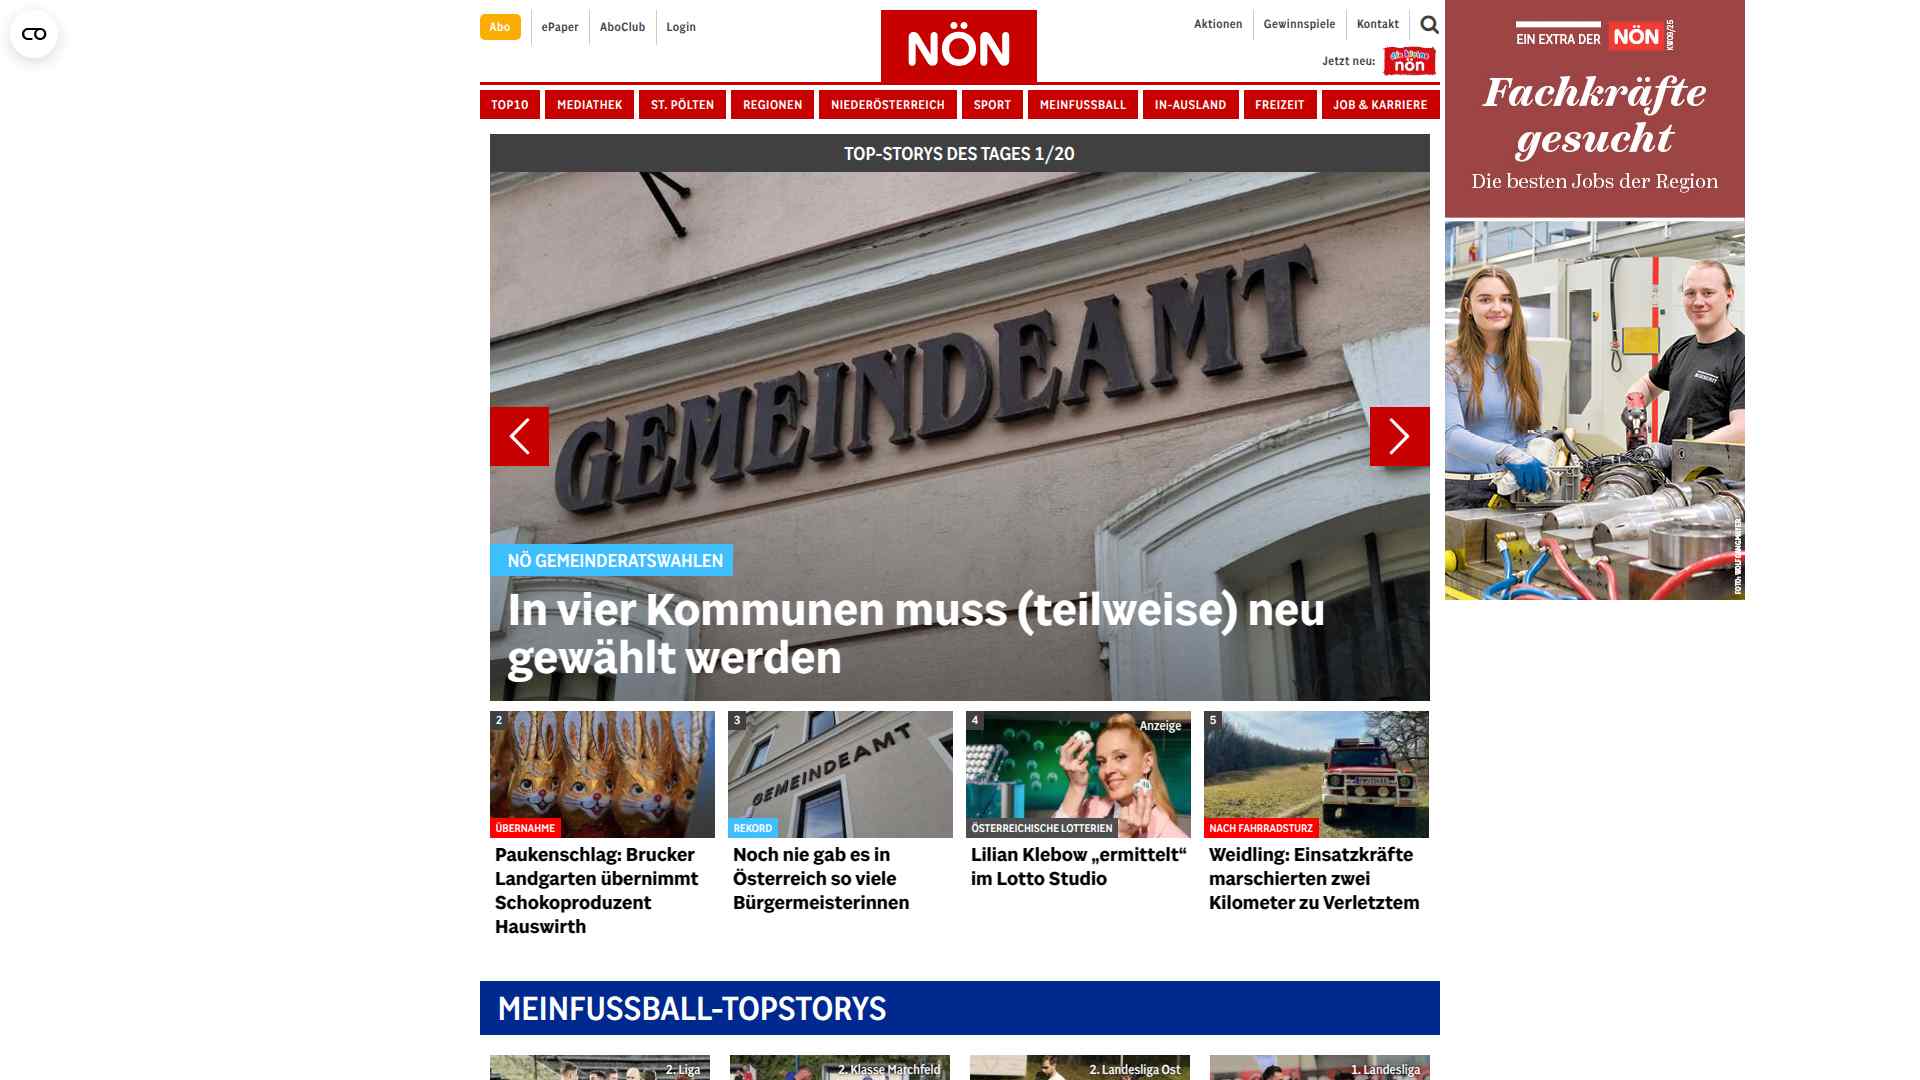 Abo
ePaper
AboClub
Login
NÖN
Aktionen
Gewinnspiele
Kontakt
Jetzt neu:
nön
EIN EXTRA DER NÖN KW09/25
Fachkräfte
gesucht
Die besten Jobs der Region
TOP10
MEDIATHEK
ST. PÖLTEN
REGIONEN
NIEDERÖSTERREICH
SPORT
MEINFUSSBALL
IN-AUSLAND
FREIZEIT
JOB & KARRIERE
TOP-STORYS DES TAGES 1/20
GEMEINDEAMT
NÖ GEMEINDERATSWAHLEN
In vier Kommunen muss (teilweise) neu
gewählt werden
2
ÜBERNAHME
Paukenschlag: Brucker
Landgarten übernimmt
Schokoproduzent
Hauswirth
3
GEMEINDEAMT
REKORD
Noch nie gab es in
Österreich so viele
Bürgermeisterinnen
4
Anzeige
ÖSTERREICHISCHE LOTTERIEN
Lilian Klebow „ermittelt“
im Lotto Studio
5
NACH FAHRRADSTURZ
Weidling: Einsatzkräfte
marschierten zwei
Kilometer zu Verletztem
MEINFUSSBALL-TOPSTORYS
2. Liga
2. Klasse Marchfeld
2. Landesliga Ost
1. Landesliga